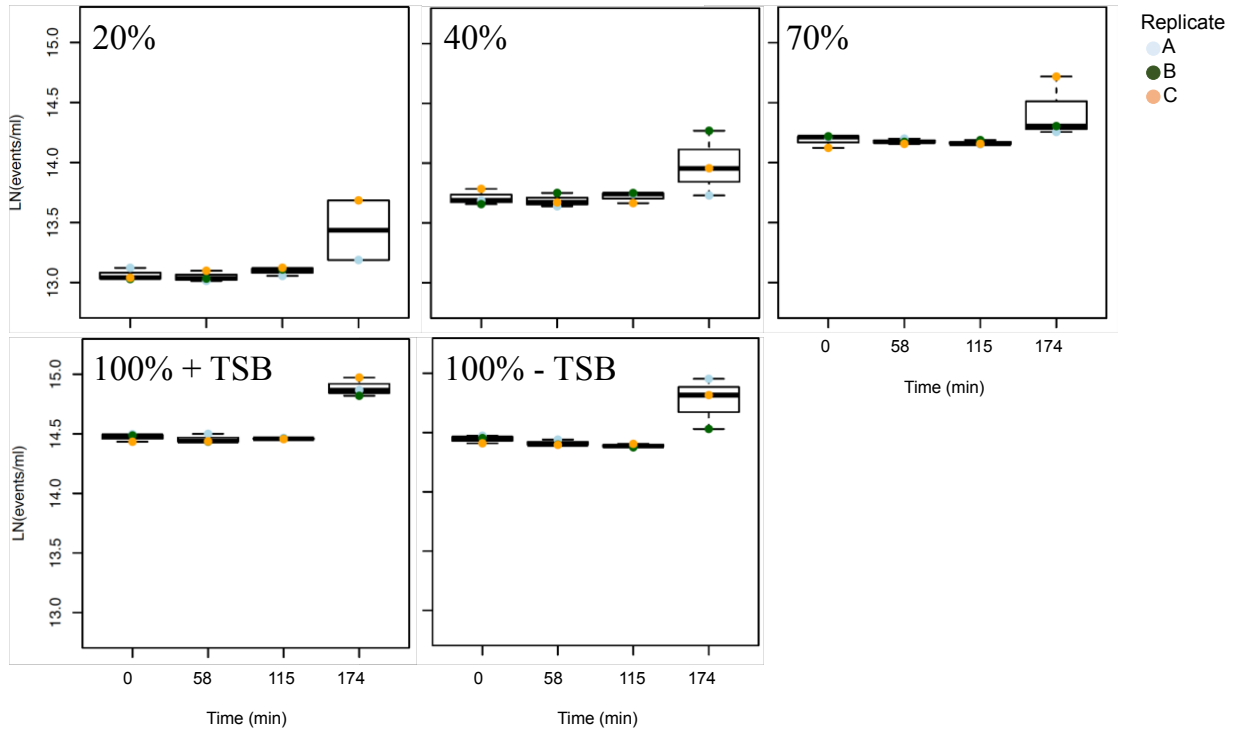 20%
40%
70%
Replicate
A
B
C
LN(events/ml)
15.0
14.5
14.0
13.5
13.0
0 58 115 174
Time (min)
100% + TSB
100% - TSB
LN(events/ml)
15.0
14.5
14.0
13.5
13.0
0 58 115 174
0 58 115 174
Time (min)
Time (min)